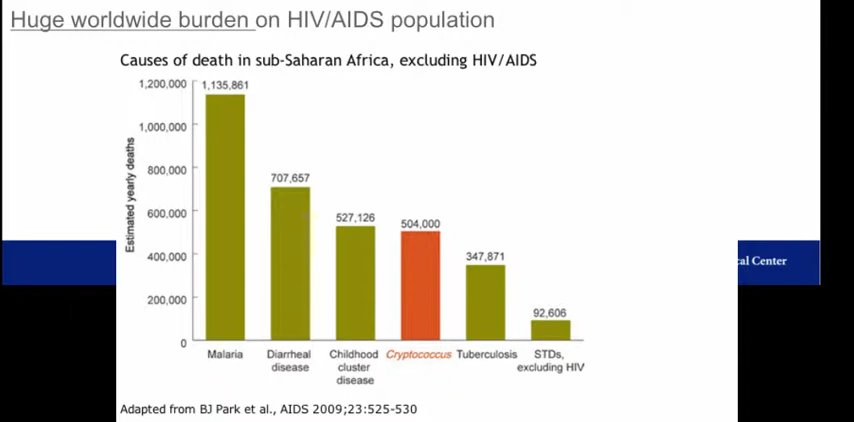 Huge worldwide burden on HIV/AIDS population
Causes of death in sub-Saharan Africa, excluding HIV/AIDS
Estimated yearly deaths
1,200,000
1,000,000
800,000
600,000
400,000
200,000
0
1,135,861
707,657
527,126
504,000
347,871
92,606
Malaria
Diarrheal
disease
Childhood
cluster
disease
Cryptococcus
Tuberculosis
STDs,
excluding HIV
Center
Adapted from BJ Park et al., AIDS 2009;23:525-530